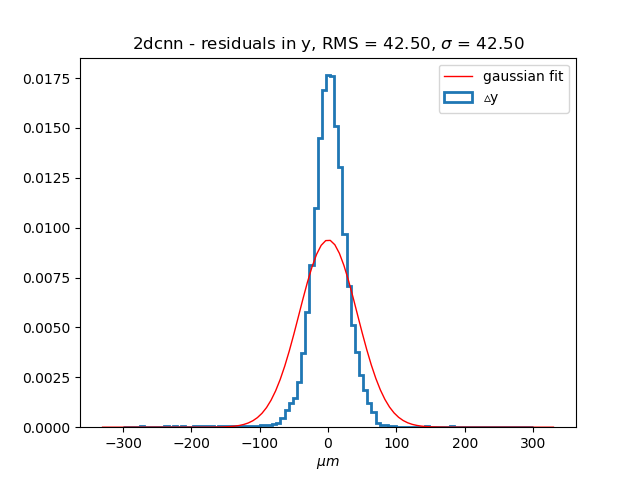 2dcnn - residuals in y, RMS = 42.50, σ = 42.50
gaussian fit
▵y
0.0175
0.0150
0.0125
0.0100
0.0075
0.0050
0.0025
0.0000
−300 −200 −100 0 100 200 300
μm